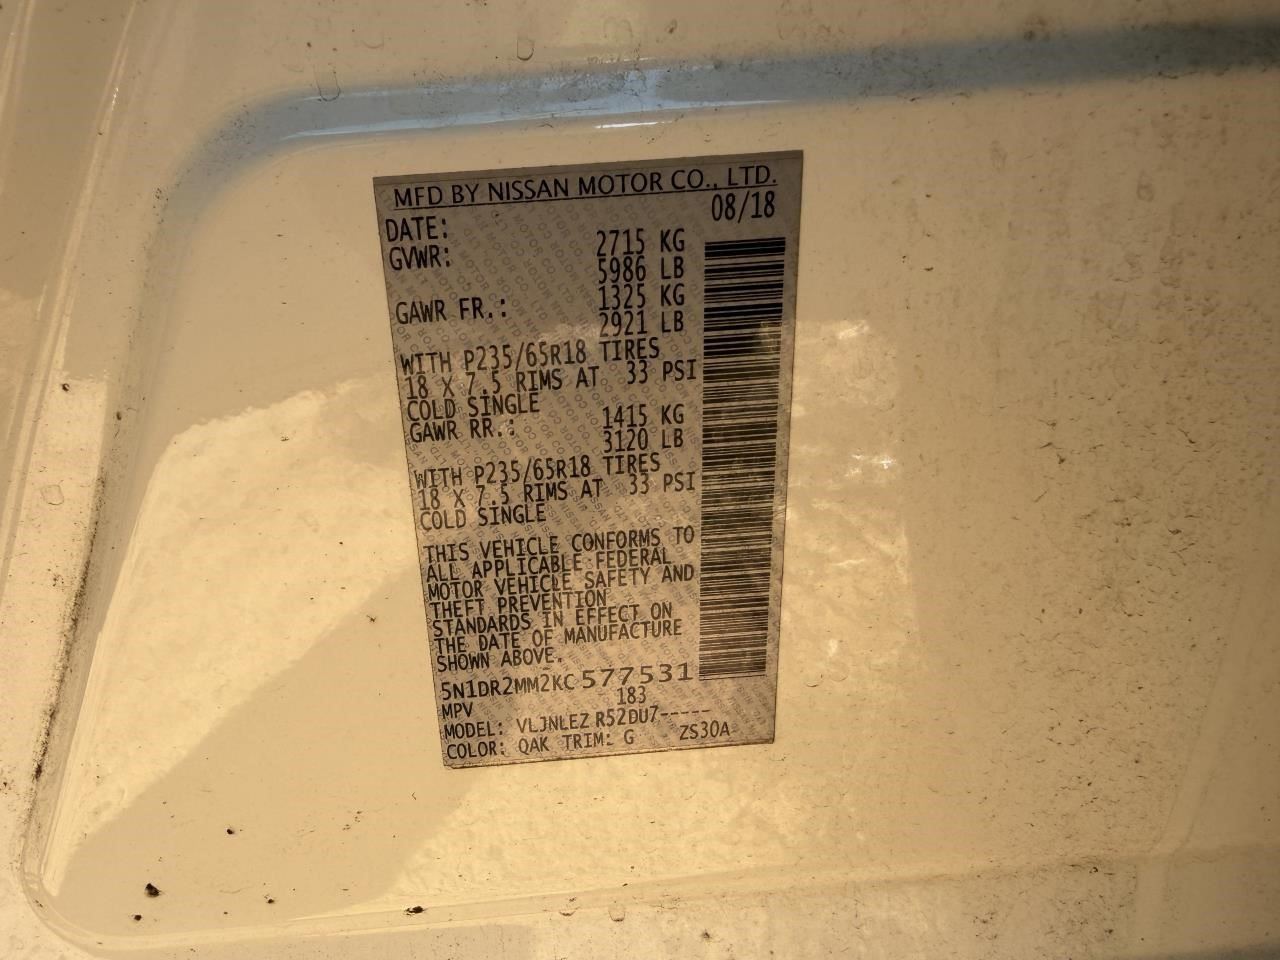 MFD BY NISSAN MOTOR CO., LTD.
DATE: 08/18
GVWR: 2715 KG
5986 LB
GAWR FR.: 1325 KG
2921 LB
WITH P235/65R18 TIRES
18 X 7.5 RIMS AT 33 PSI
COLD SINGLE
GAWR RR.: 1415 KG
3120 LB
WITH P235/65R18 TIRES
18 X 7.5 RIMS AT 33 PSI
COLD SINGLE
THIS VEHICLE CONFORMS TO
ALL APPLICABLE FEDERAL
MOTOR VEHICLE SAFETY AND
THEFT PREVENTION
STANDARDS IN EFFECT ON
THE DATE OF MANUFACTURE
SHOWN ABOVE.
5N1DR2MM2KC577531
MPV 183
MODEL: VLJNLEZ R52DU7-----
COLOR: QAK TRIM: G ZS30A